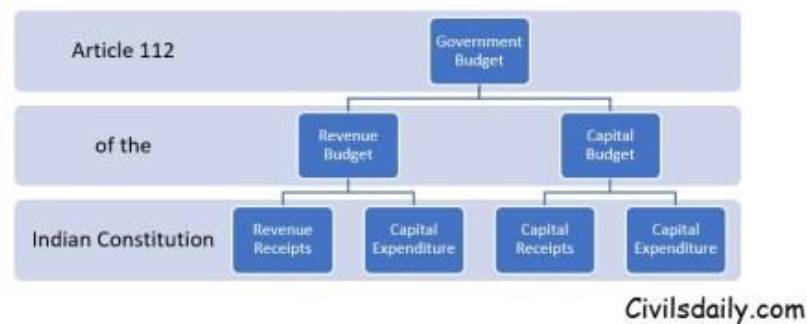 Article 112
Government
Budget
of the
Revenue
Budget
Capital
Budget
Indian Constitution
Revenue
Receipts
Capital
Expenditure
Capital
Receipts
Capital
Expenditure
Civilsdaily.com